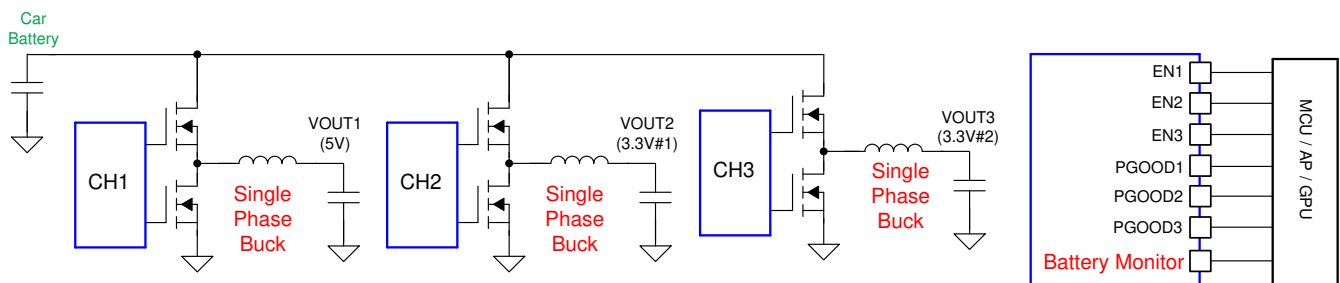 Car
Battery
CH1
VOUT1
(5V)
Single
Phase
Buck
CH2
VOUT2
(3.3V#1)
Single
Phase
Buck
CH3
VOUT3
(3.3V#2)
Single
Phase
Buck
EN1
EN2
EN3
PGOOD1
PGOOD2
PGOOD3
Battery Monitor
MCU / AP / GPU